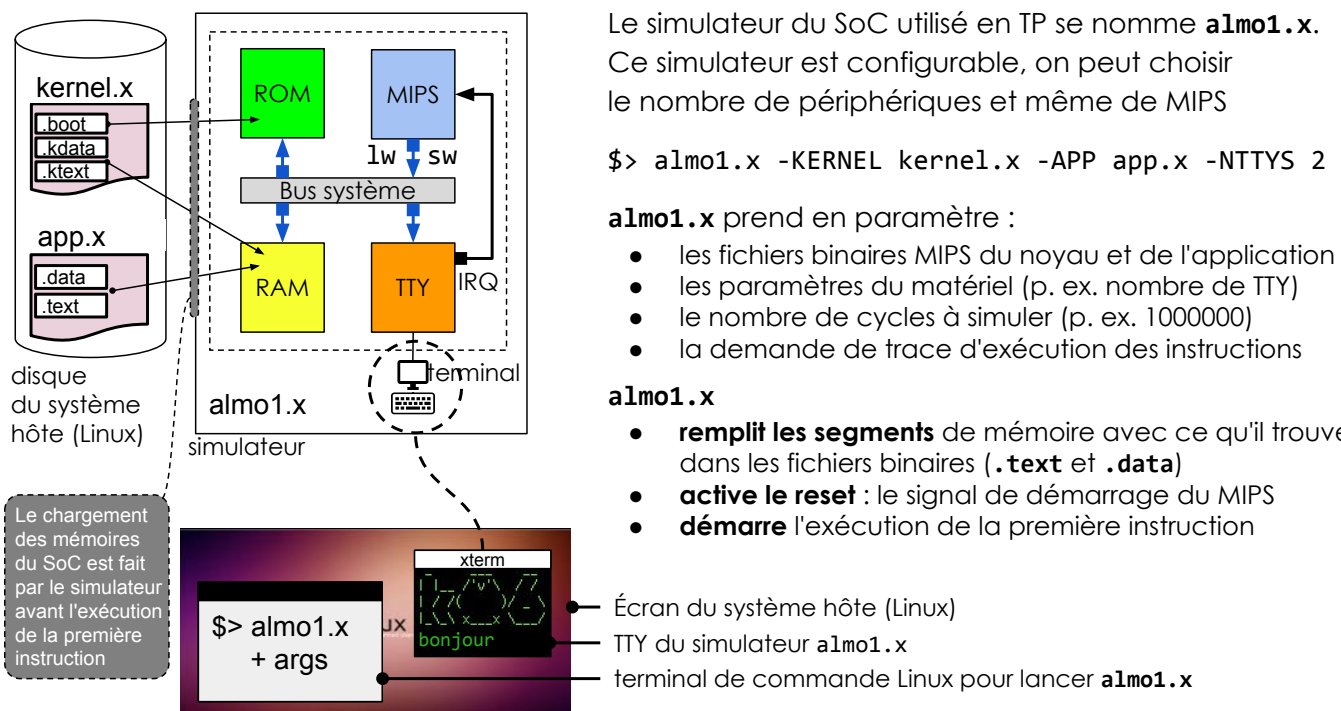 kernel.x
.boot
.kdata
.ktext
app.x
.data
.text
disque
du système
hôte (Linux)
ROM
MIPS
lw
sw
Bus système
RAM
TTY
IRQ
terminal
almo1.x
simulateur
Le chargement
des mémoires
du SoC est fait
par le simulateur
avant l'exécution
de la première
instruction
$> almo1.x
+ args
xterm
bonjour
Le simulateur du SoC utilisé en TP se nomme almo1.x.
Ce simulateur est configurable, on peut choisir
le nombre de périphériques et même de MIPS
$> almo1.x -KERNEL kernel.x -APP app.x -NTTYS 2
almo1.x prend en paramètre :
● les fichiers binaires MIPS du noyau et de l'application
● les paramètres du matériel (p. ex. nombre de TTY)
● le nombre de cycles à simuler (p. ex. 1000000)
● la demande de trace d'exécution des instructions
almo1.x
● remplit les segments de mémoire avec ce qu'il trouve
dans les fichiers binaires (.text et .data)
● active le reset : le signal de démarrage du MIPS
● démarre l'exécution de la première instruction
Écran du système hôte (Linux)
TTY du simulateur almo1.x
terminal de commande Linux pour lancer almo1.x